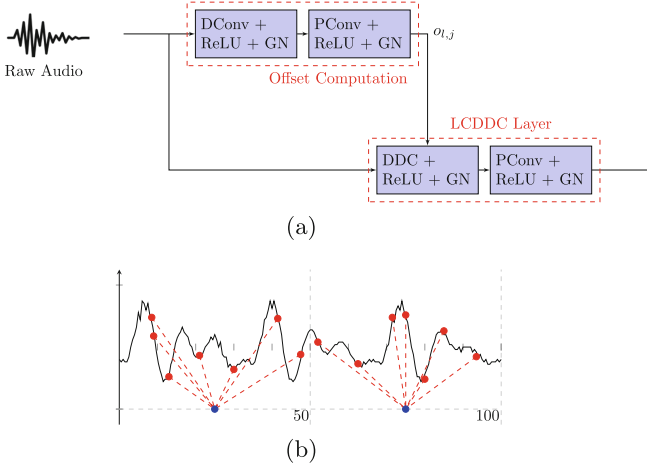 DConv +
ReLU + GN
PConv +
ReLU + GN
o_{l,j}
Raw Audio
Offset Computation
LCDDC Layer
DDC +
ReLU + GN
PConv +
ReLU + GN
(a)
50
100
(b)